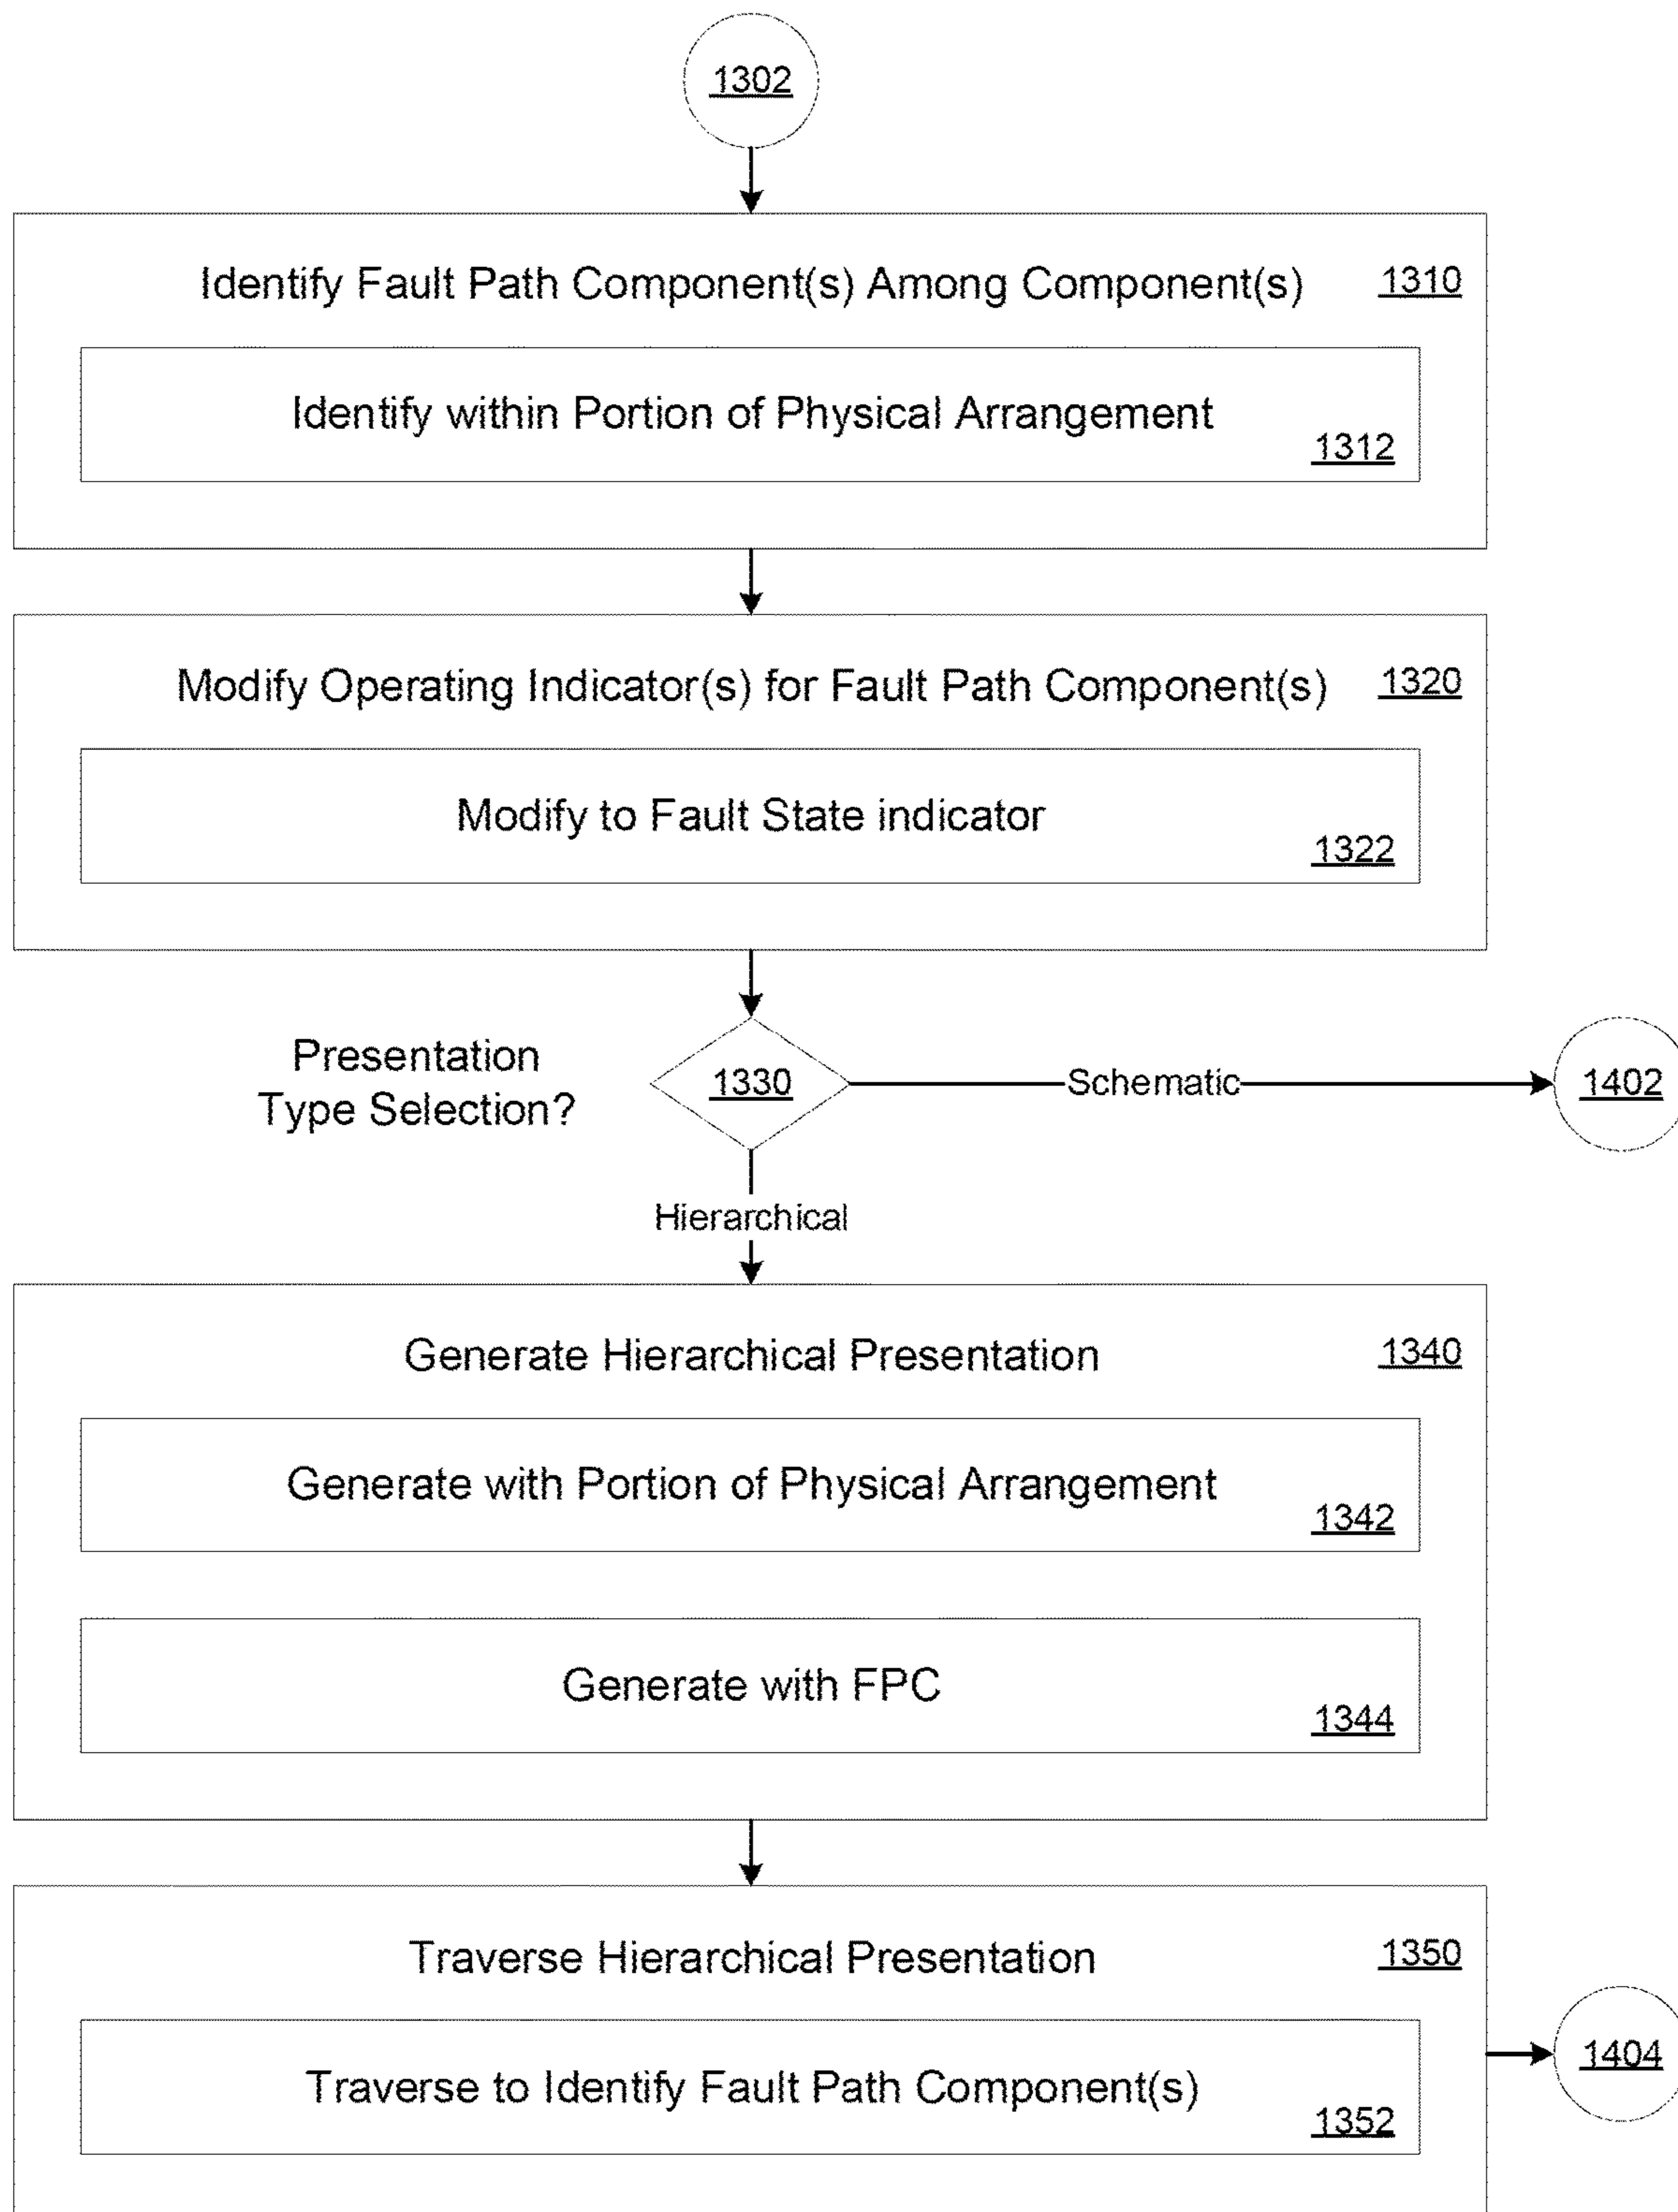 1302
Identify Fault Path Component(s) Among Component(s) 1310
Identify within Portion of Physical Arrangement
1312
Modify Operating Indicator(s) for Fault Path Component(s) 1320
Modify to Fault State indicator
1322
Presentation
Type Selection?
1330
Schematic
1402
Hierarchical
Generate Hierarchical Presentation 1340
Generate with Portion of Physical Arrangement
1342
Generate with FPC
1344
Traverse Hierarchical Presentation 1350
Traverse to Identify Fault Path Component(s)
1352
1404